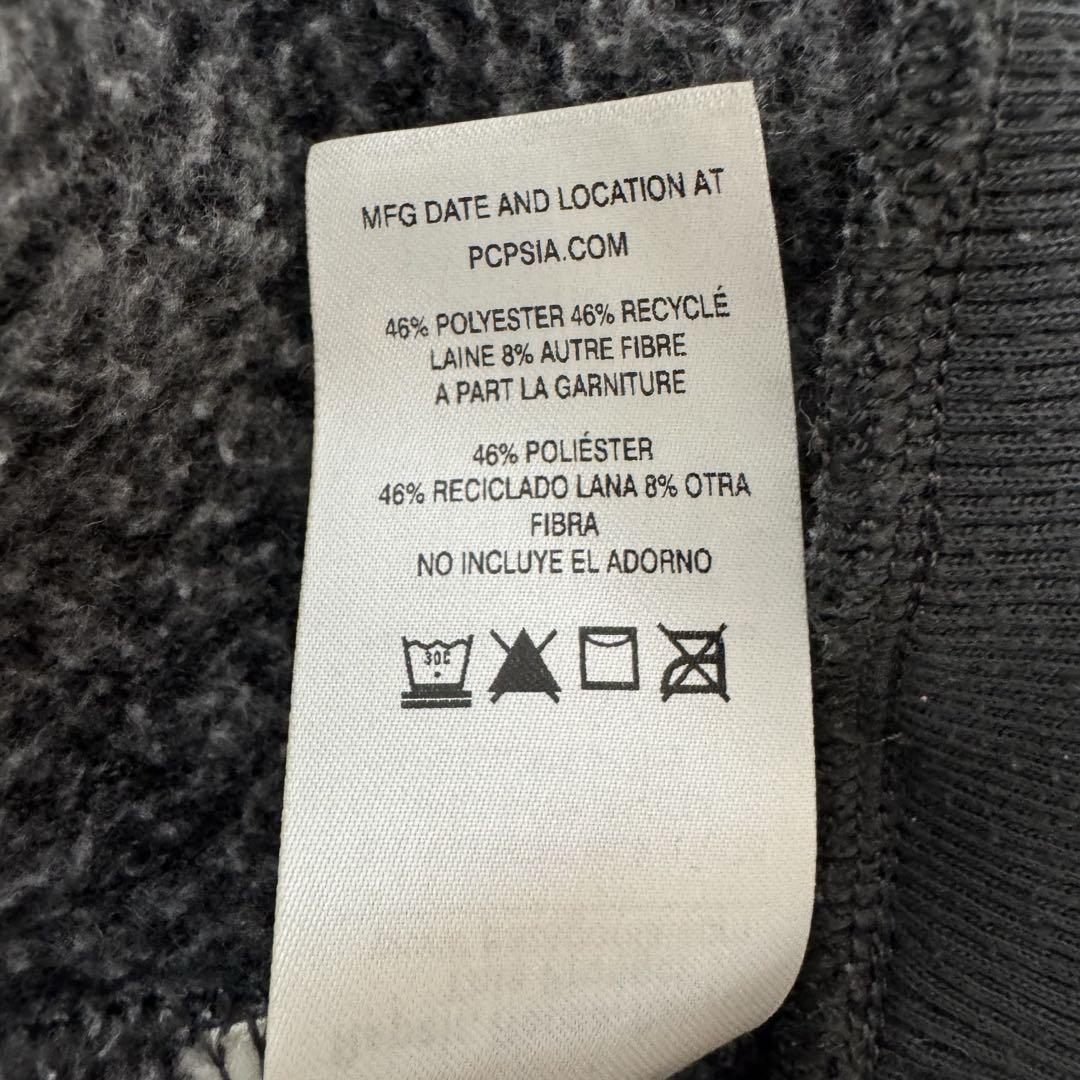 MFG DATE AND LOCATION AT
PCPSIA.COM
46% POLYESTER 46% RECYCLÉ
LAINE 8% AUTRE FIBRE
A PART LA GARNITURE
46% POLIÉSTER
46% RECICLADO LANA 8% OTRA
FIBRA
NO INCLUYE EL ADORNO
30C